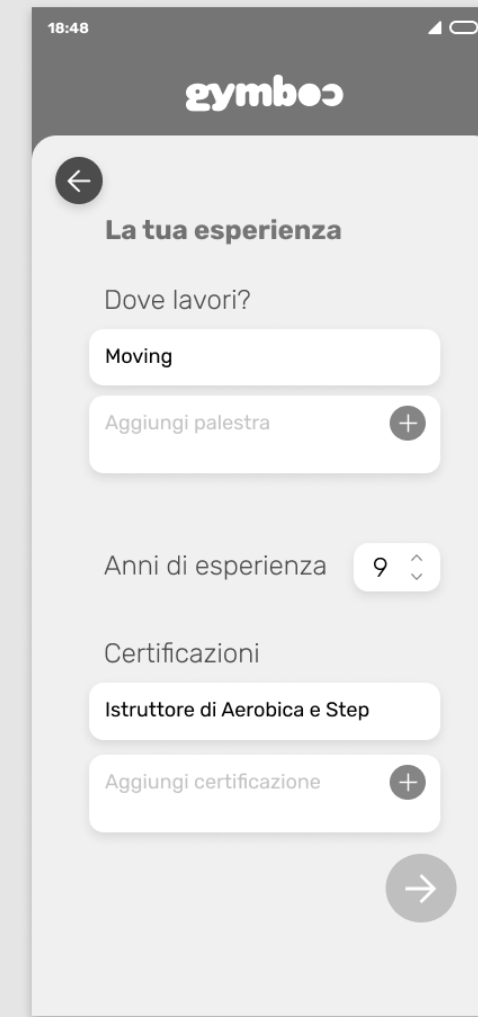 18:48
gymboc
La tua esperienza
Dove lavori?
Moving
Aggiungi palestra
Anni di esperienza 9
Certificazioni
Istruttore di Aerobica e Step
Aggiungi certificazione